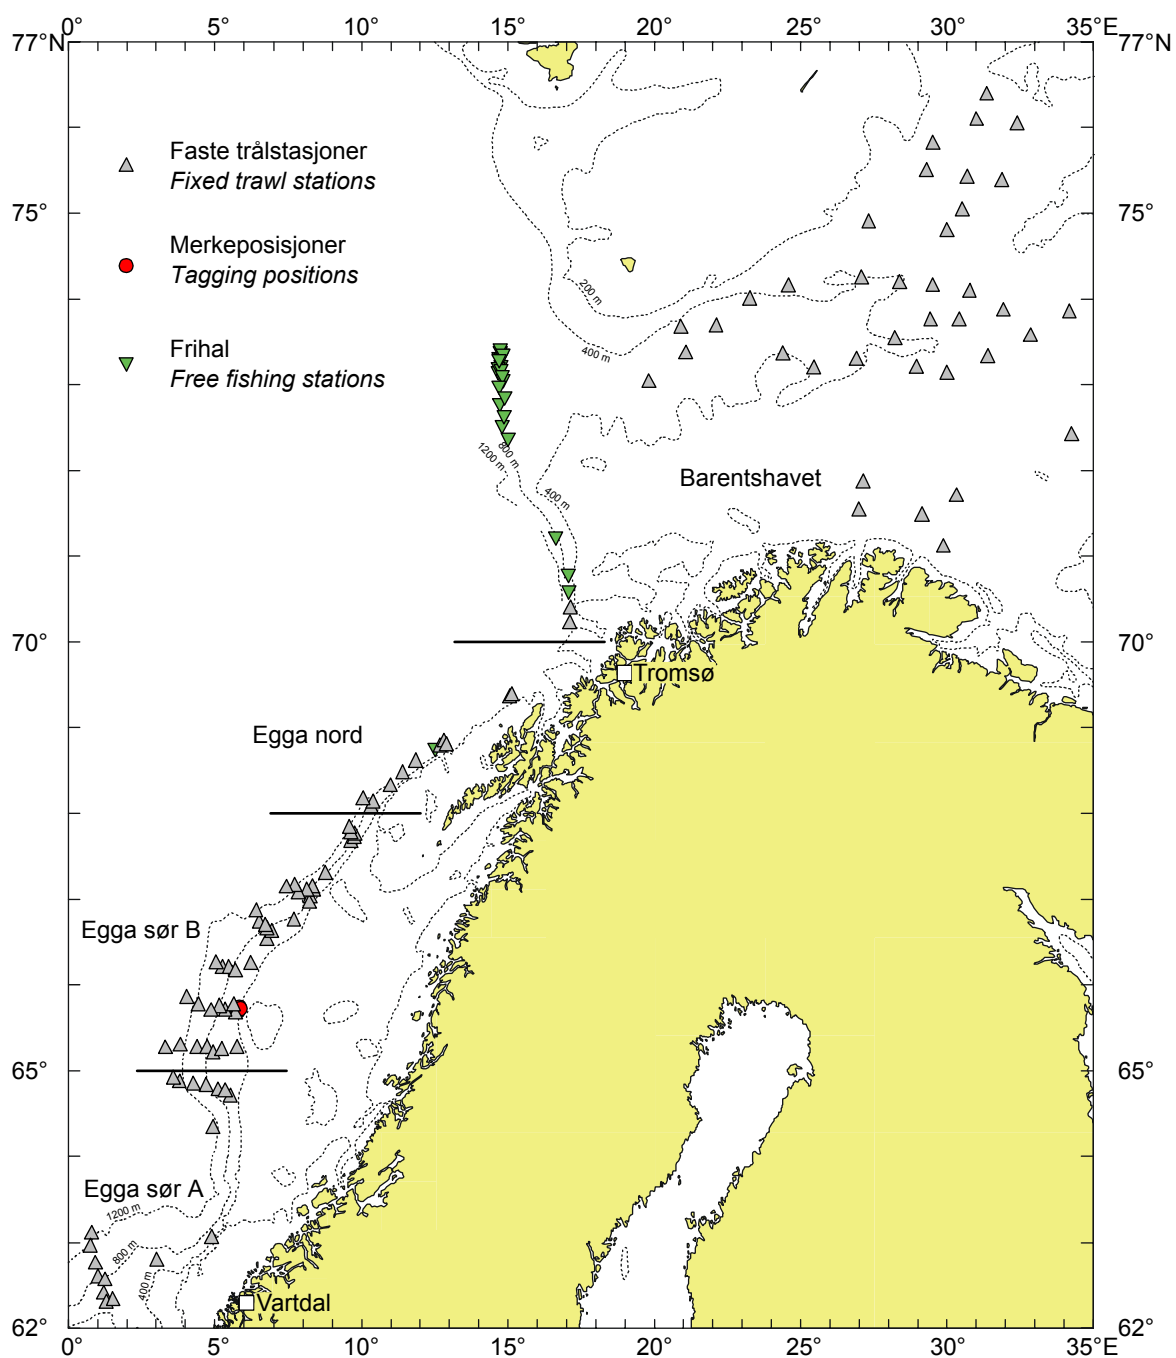 0° 5° 10° 15° 20° 25° 30° 35°E
77°N 77°N
Faste trålstasjoner
Fixed trawl stations
75° 75°
Merkeposisjoner
Tagging positions
200 m
Frihal
Free fishing stations
400 m
800 m
1200 m
Barentshavet
400 m
70° 70°
Tromsø
Egga nord
Egga sør B
65° 65°
Egga sør A
1200 m
800 m
400 m
Vartdal
62° 62°
0° 5° 10° 15° 20° 25° 30° 35°E